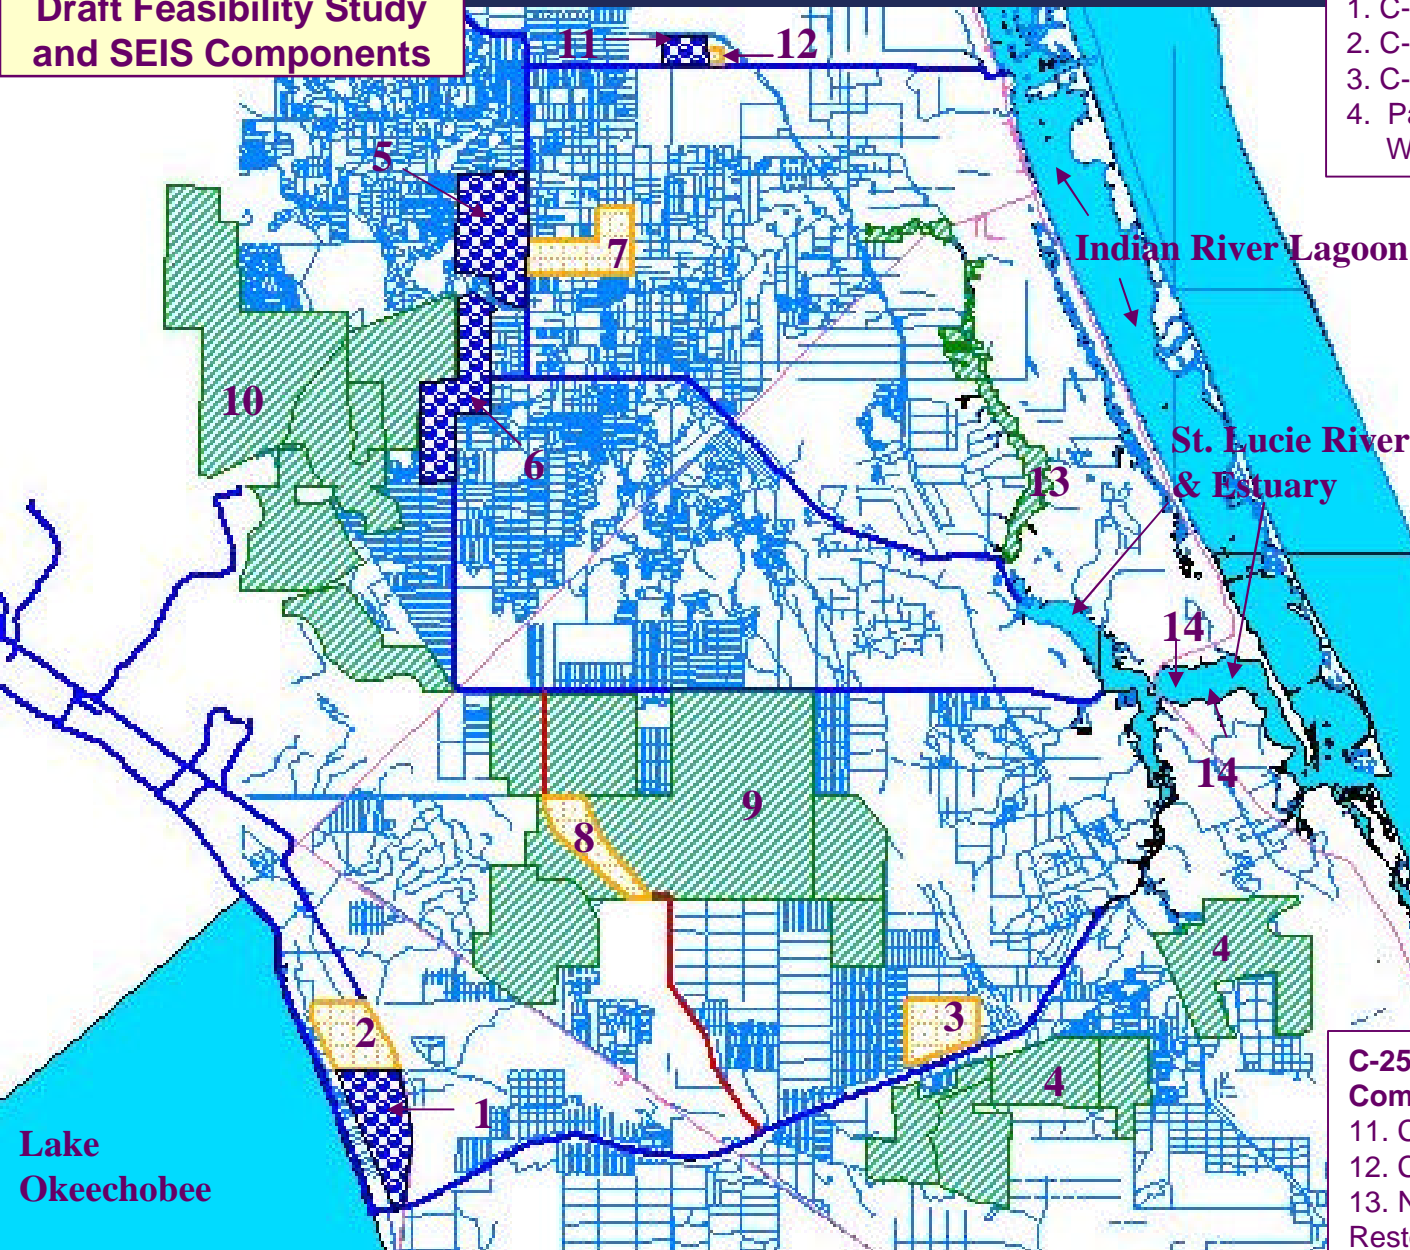 Draft Feasibility Study
and SEIS Components
1. C-
2. C-
3. C-
4. Pa
W
11
12
5
7
Indian River Lagoon
10
6
St. Lucie River
& Estuary
13
14
14
9
8
4
3
2
4
1
Lake
Okeechobee
C-25
Com
11. C
12. C
13. N
Resto